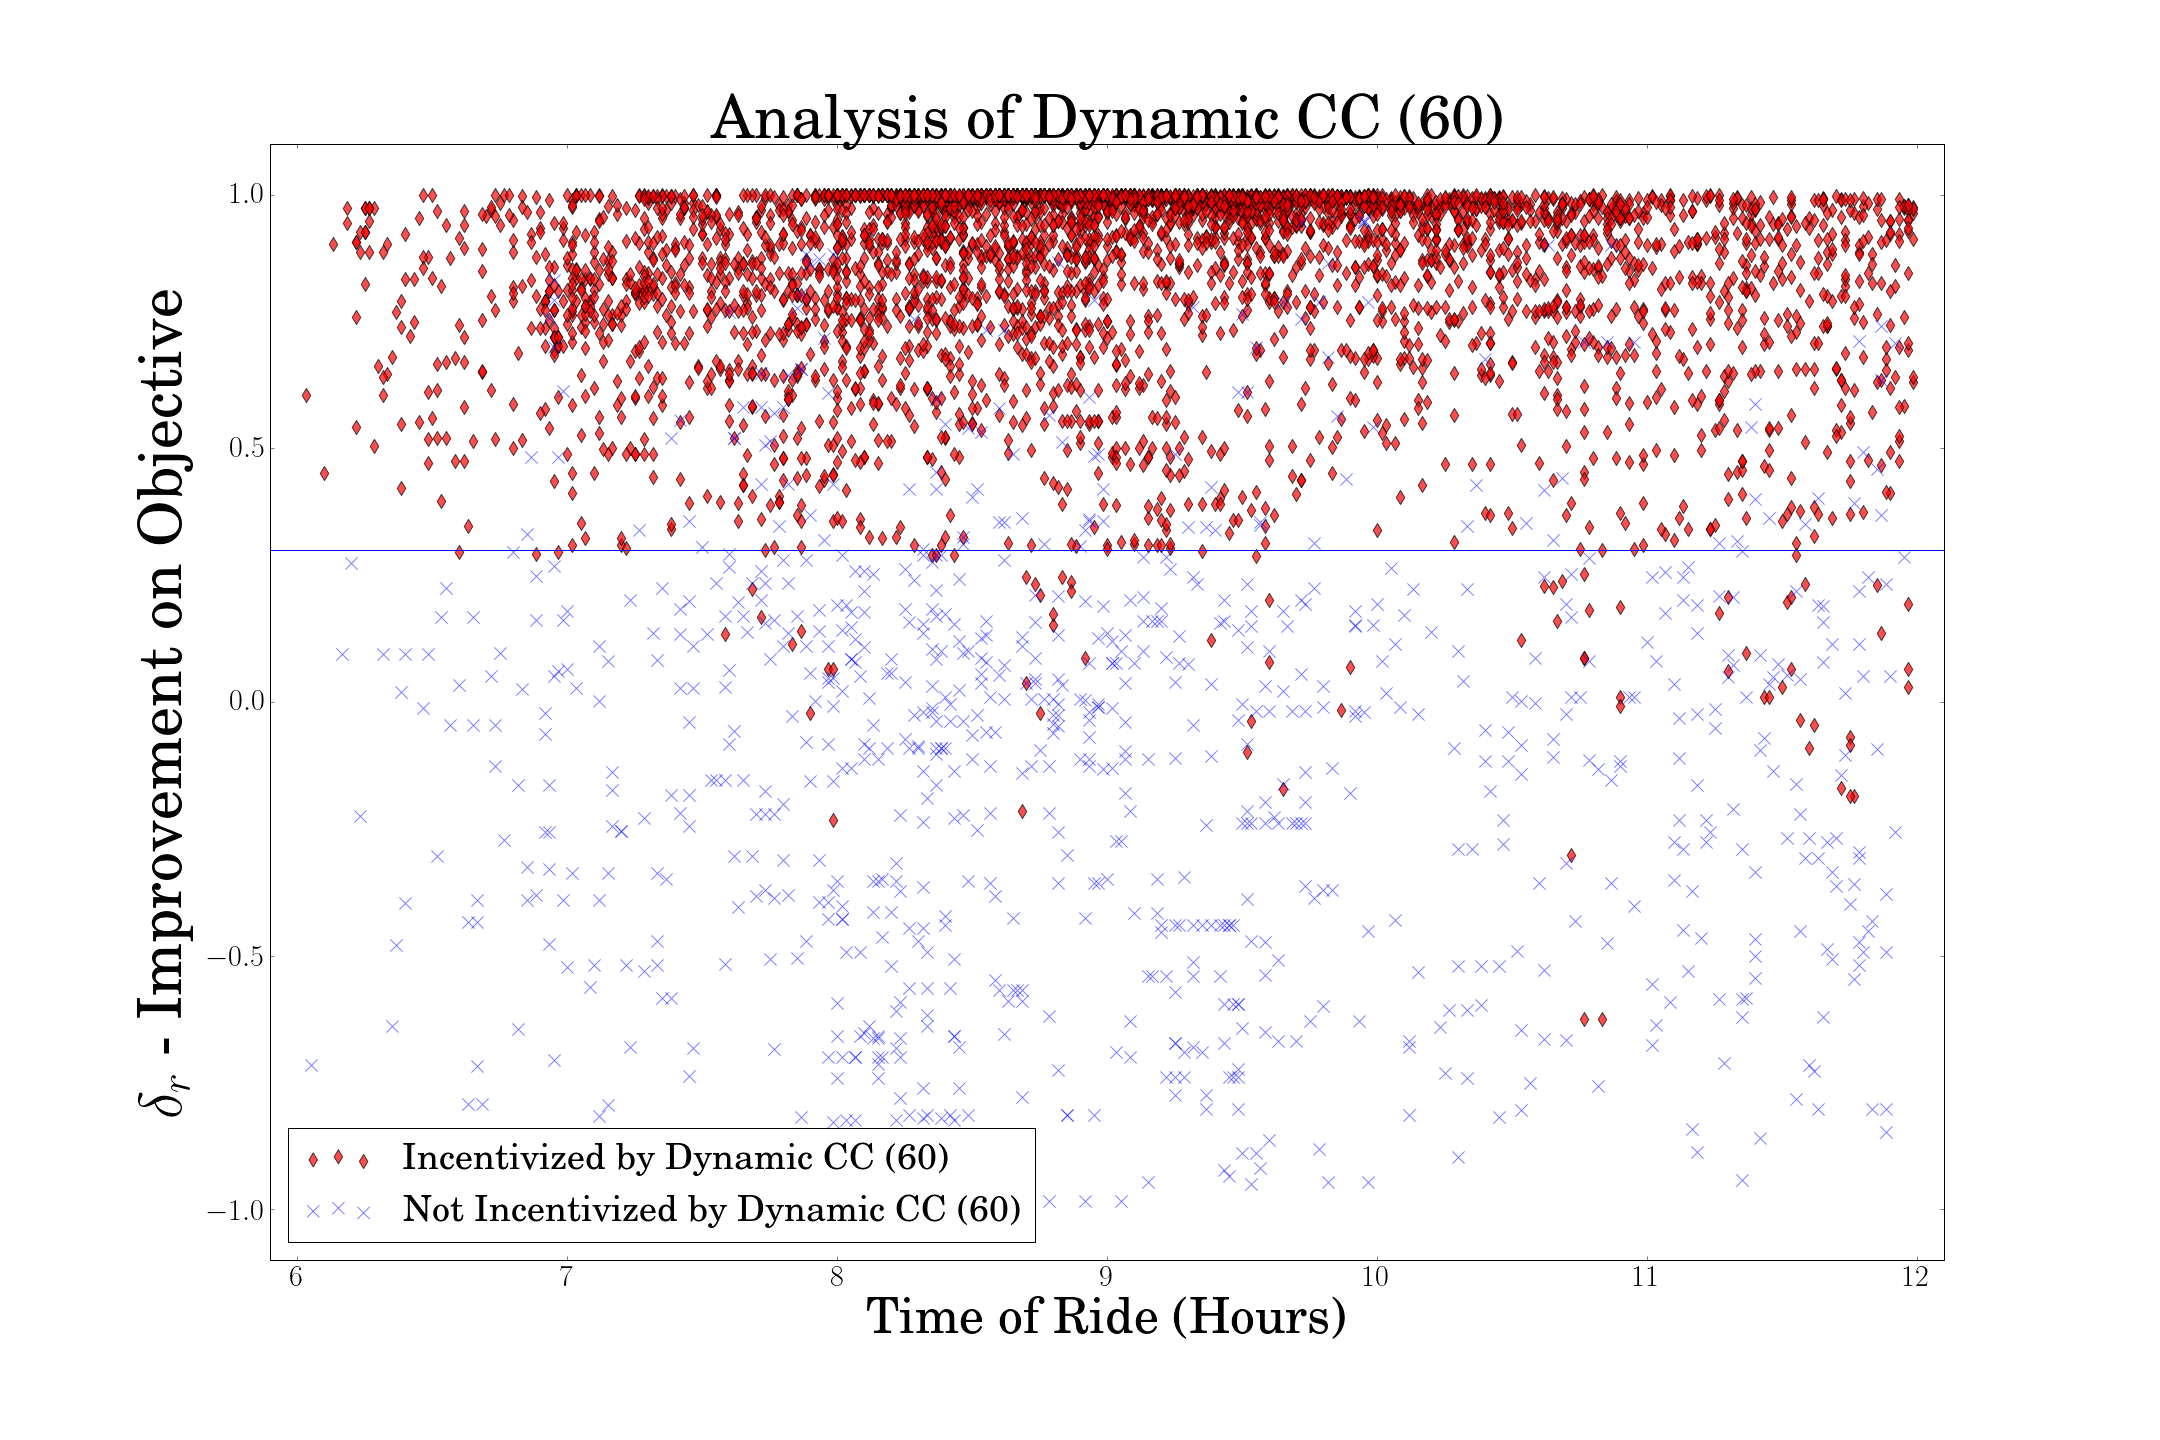 Analysis of Dynamic CC (60)
δr - Improvement on Objective
1.0
0.5
0.0
−0.5
−1.0
Incentivized by Dynamic CC (60)
Not Incentivized by Dynamic CC (60)
6 7 8 9 10 11 12
Time of Ride (Hours)